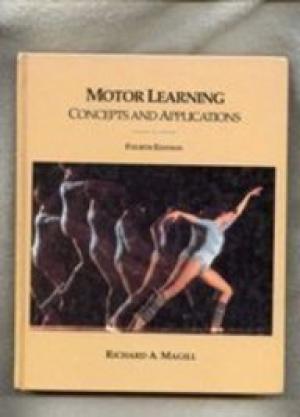 MOTOR LEARNING
CONCEPTS AND APPLICATIONS
FOURTH EDITION
RICHARD A. MAGILL